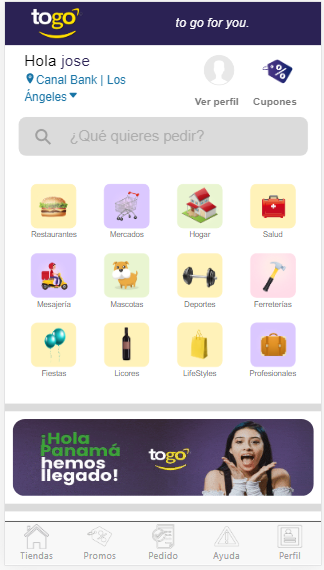 togo
to go for you.
Hola jose
Canal Bank | Los
Ángeles
Ver perfil
Cupones
¿Qué quieres pedir?
Restaurantes
Mercados
Hogar
Salud
Mesajería
Mascotas
Deportes
Ferreterías
Fiestas
Licores
LifeStyles
Profesionales
¡Hola
Panamá
hemos
llegado!
togo
Tiendas
Promos
Pedido
Ayuda
Perfil